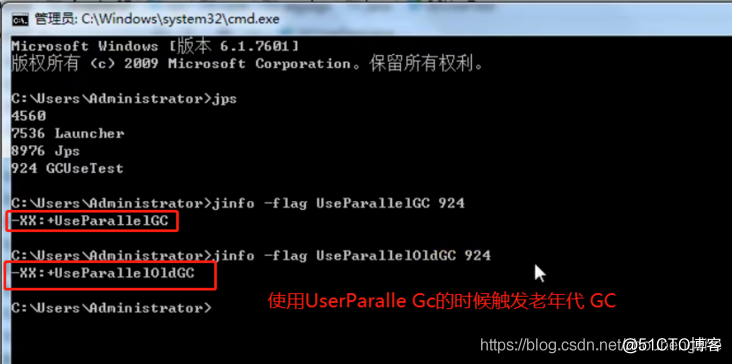 管理员: C:\Windows\system32\cmd.exe
Microsoft Windows [版本 6.1.7601]
版权所有 (c) 2009 Microsoft Corporation。保留所有权利。
C:\Users\Administrator>jps
4560
7536 Launcher
8976 Jps
924 GCUseTest
C:\Users\Administrator>jinfo -flag UseParallelGC 924
-XX:+UseParallelGC
C:\Users\Administrator>jinfo -flag UseParallelOldGC 924
-XX:+UseParallelOldGC
使用UserParalle Gc的时候触发老年代 GC
C:\Users\Administrator>
https://blog.csdn.net/
@51CTO博客